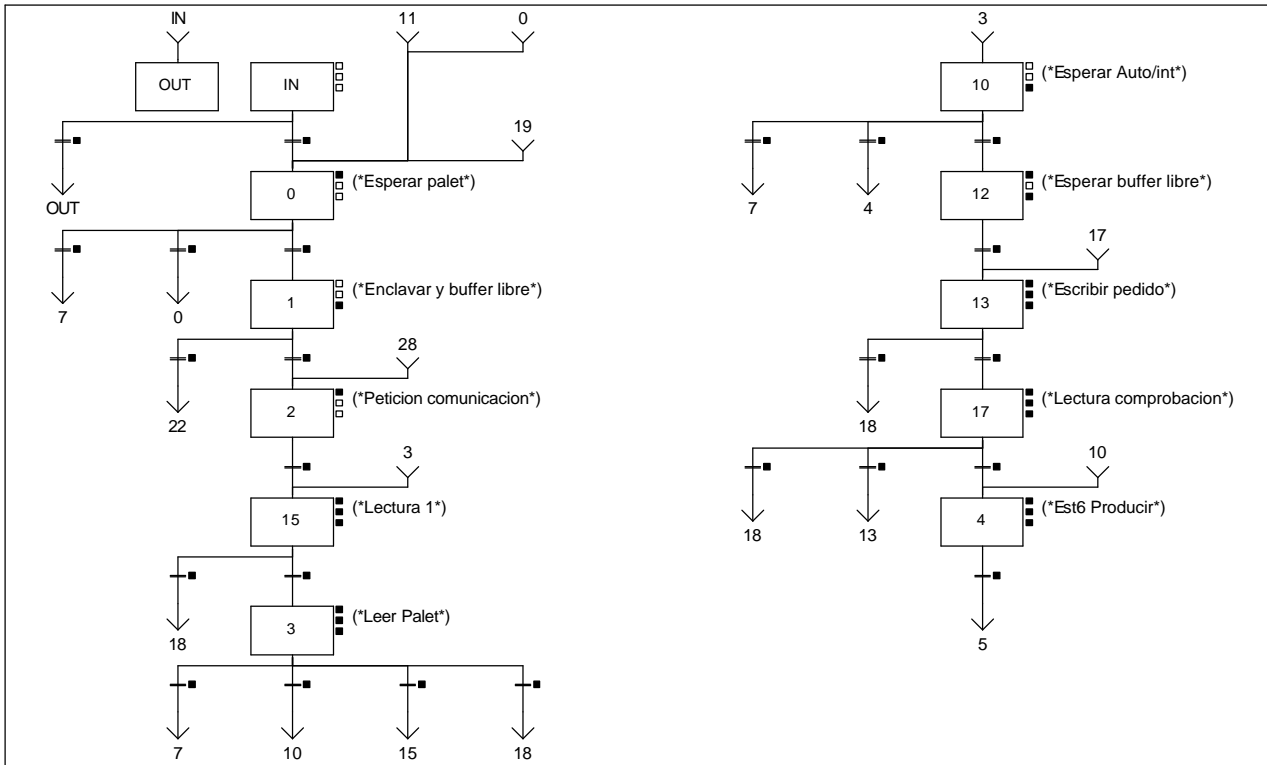 IN
11
0
OUT
IN
19
OUT
0
(*Esperar palet*)
7
0
1
(*Enclavar y buffer libre*)
28
22
2
(*Peticion comunicacion*)
3
15
(*Lectura 1*)
18
3
(*Leer Palet*)
7
10
15
18
3
10
(*Esperar Auto/int*)
7
4
12
(*Esperar buffer libre*)
17
13
(*Escribir pedido*)
18
17
(*Lectura comprobacion*)
10
18
13
4
(*Est6 Producir*)
5